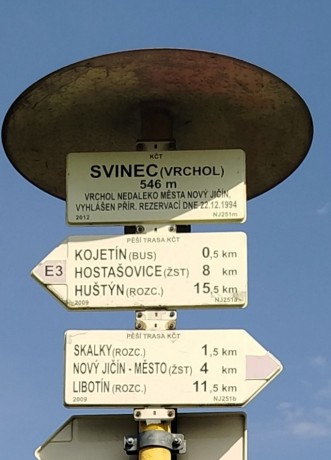 KČT
SVINEC (VRCHOL)
546 m
VRCHOL NEDALEKO MĚSTA NOVÝ JIČÍN,
VYHLÁŠEN PŘÍR. REZERVACÍ DNE 22.12.1994
2012 NJ251m
PĚŠÍ TRASA KČT
KOJETÍN (BUS) 0,5 km
E3 HOSTAŠOVICE (ŽST) 8 km
HUŠTÝN (ROZC.) 15,5 km
2009 NJ251da
PĚŠÍ TRASA KČT
SKALKY (ROZC.) 1,5 km
NOVÝ JIČÍN - MĚSTO (ŽST) 4 km
LIBOTÍN (ROZC.) 11,5 km
2009 NJ251b